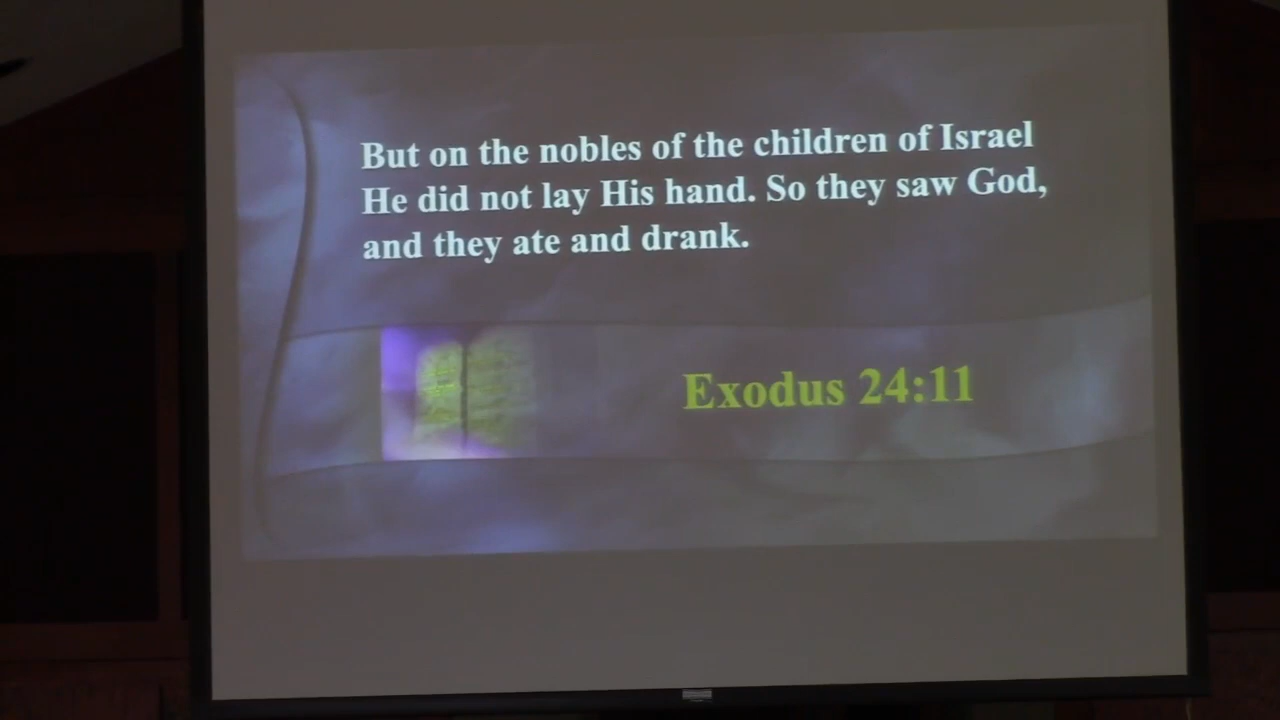 But on the nobles of the children of Israel
He did not lay His hand. So they saw God,
and they ate and drank.
Exodus 24:11